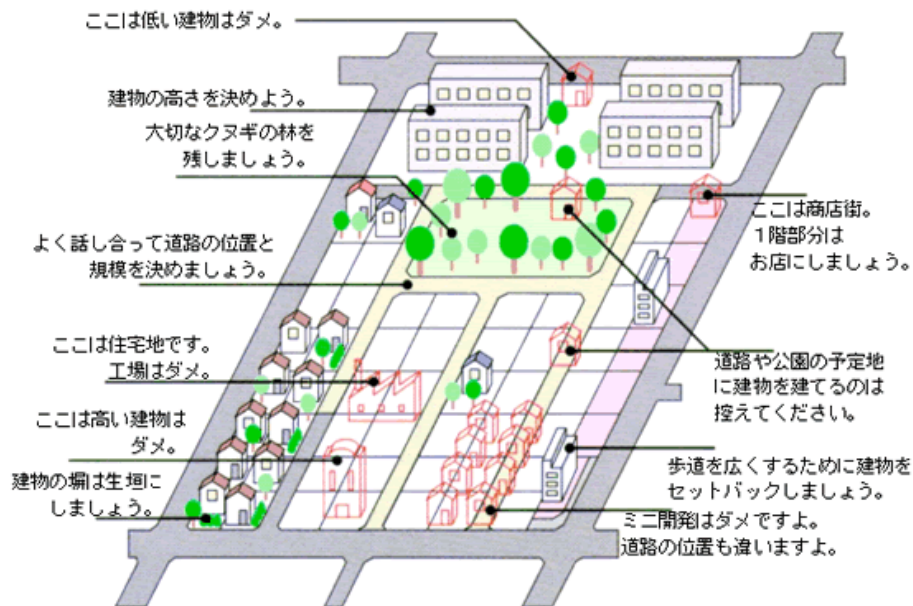 ここは低い建物はダメ。
建物の高さを決めよう。
大切なクヌギの林を
残しましょう。
よく話し合って道路の位置と
規模を決めましょう。
ここは住宅地です。
工場はダメ。
ここは高い建物は
ダメ。
建物の塀は生垣に
しましょう。
ここは商店街。
1階部分は
お店にしましょう。
道路や公園の予定地
に建物を建てるのは
控えてください。
歩道を広くするために建物を
セットバックしましょう。
ミニ開発はダメですよ。
道路の位置も違いますよ。